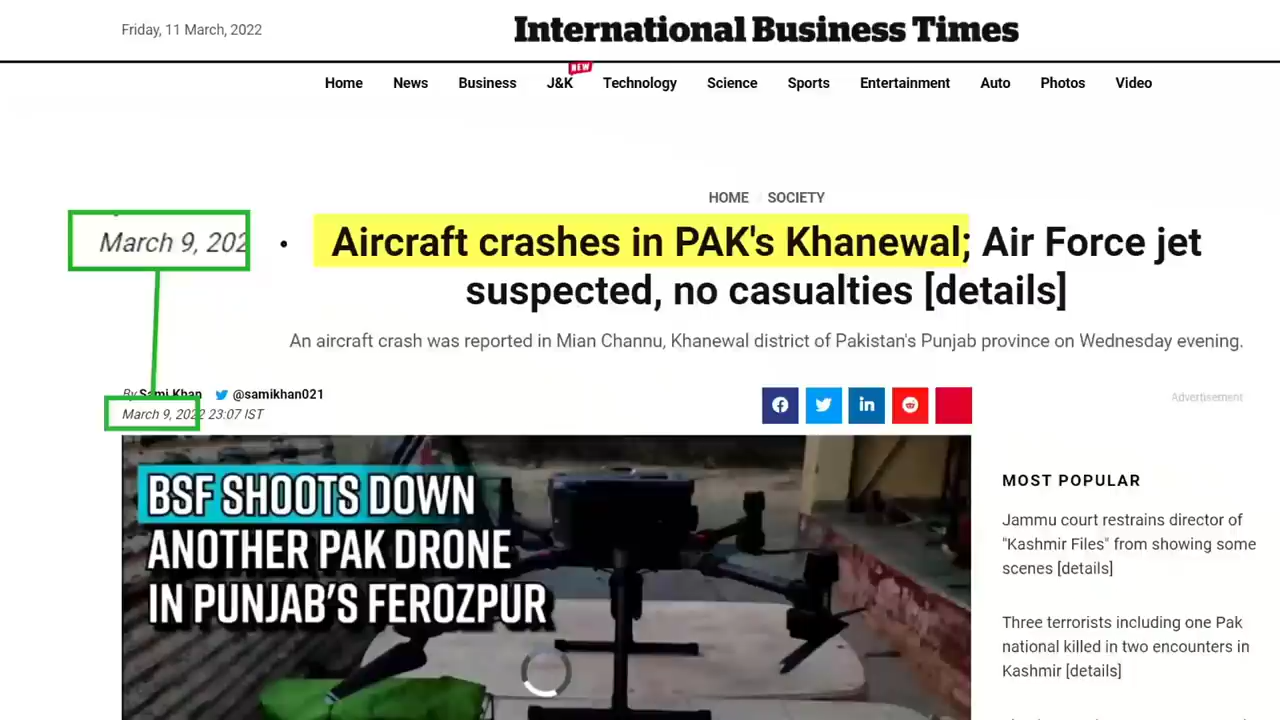 Friday, 11 March, 2022
International Business Times
NEW
Home News Business J&K Technology Science Sports Entertainment Auto Photos Video
HOME SOCIETY
March 9, 202
Aircraft crashes in PAK's Khanewal; Air Force jet
suspected, no casualties [details]
An aircraft crash was reported in Mian Channu, Khanewal district of Pakistan's Punjab province on Wednesday evening.
By Sami Khan @samikhan021
March 9, 2022 23:07 IST
Advertisement
BSF SHOOTS DOWN
ANOTHER PAK DRONE
IN PUNJAB'S FEROZPUR
MOST POPULAR
Jammu court restrains director of
"Kashmir Files" from showing some
scenes [details]
Three terrorists including one Pak
national killed in two encounters in
Kashmir [details]